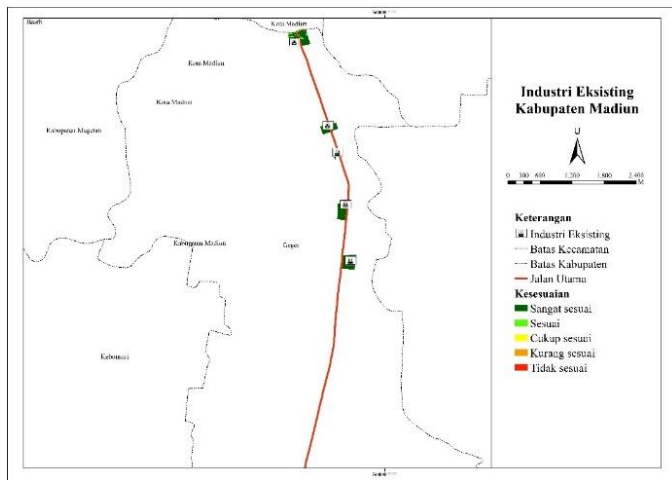 Kota Madiun
Kota Madiun
Kota Madiun
Kabupaten Magetan
Kabupaten Madiun
Geger
Kebonsari
Industri Eksisting
Kabupaten Madiun
U
0 300 600 1.200 1.800 2.400
M
Keterangan
Industri Eksisting
Batas Kecamatan
Batas Kabupaten
Jalan Utama
Kesesuaian
Sangat sesuai
Sesuai
Cukup sesuai
Kurang sesuai
Tidak sesuai